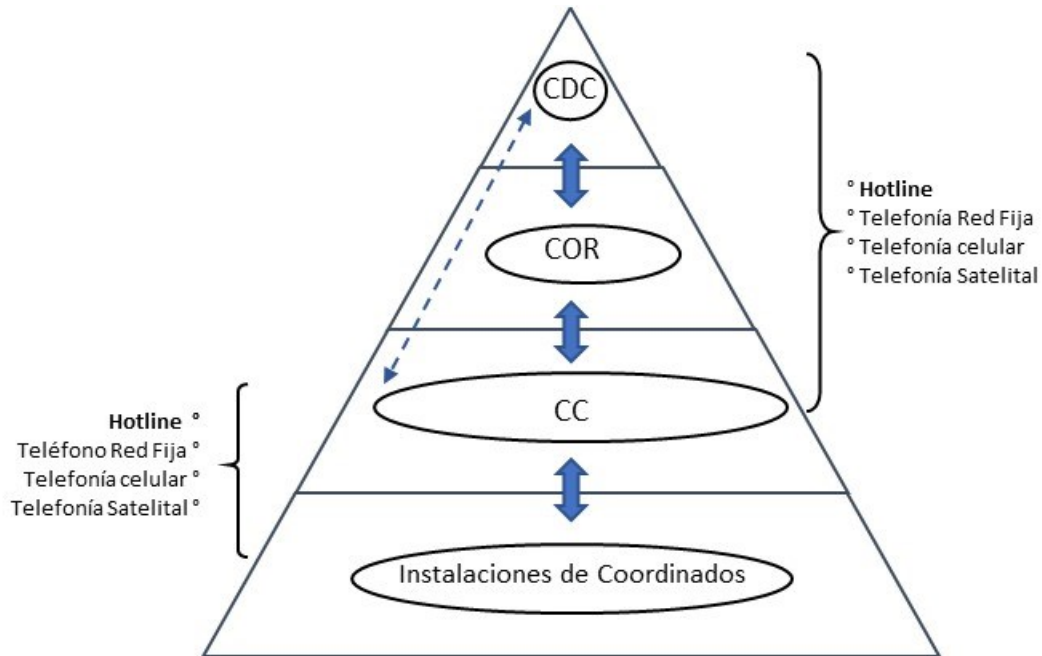 CDC
° Hotline
° Telefonía Red Fija
° Telefonía celular
° Telefonía Satelital
COR
CC
Hotline °
Teléfono Red Fija °
Telefonía celular °
Telefonía Satelital °
Instalaciones de Coordinados